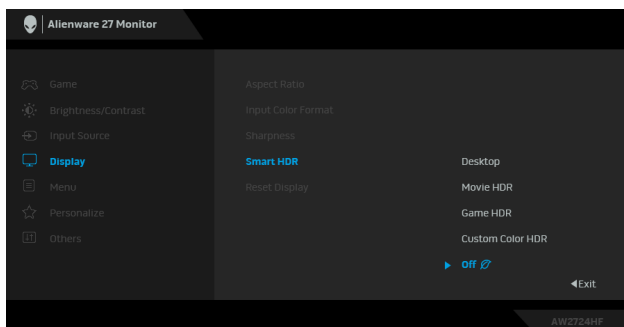 Alienware 27 Monitor
Game
Brightness/Contrast
Input Source
Display
Menu
Personalize
Others
Aspect Ratio
Input Color Format
Sharpness
Smart HDR
Reset Display
Desktop
Movie HDR
Game HDR
Custom Color HDR
Off
Exit
AW2724HF